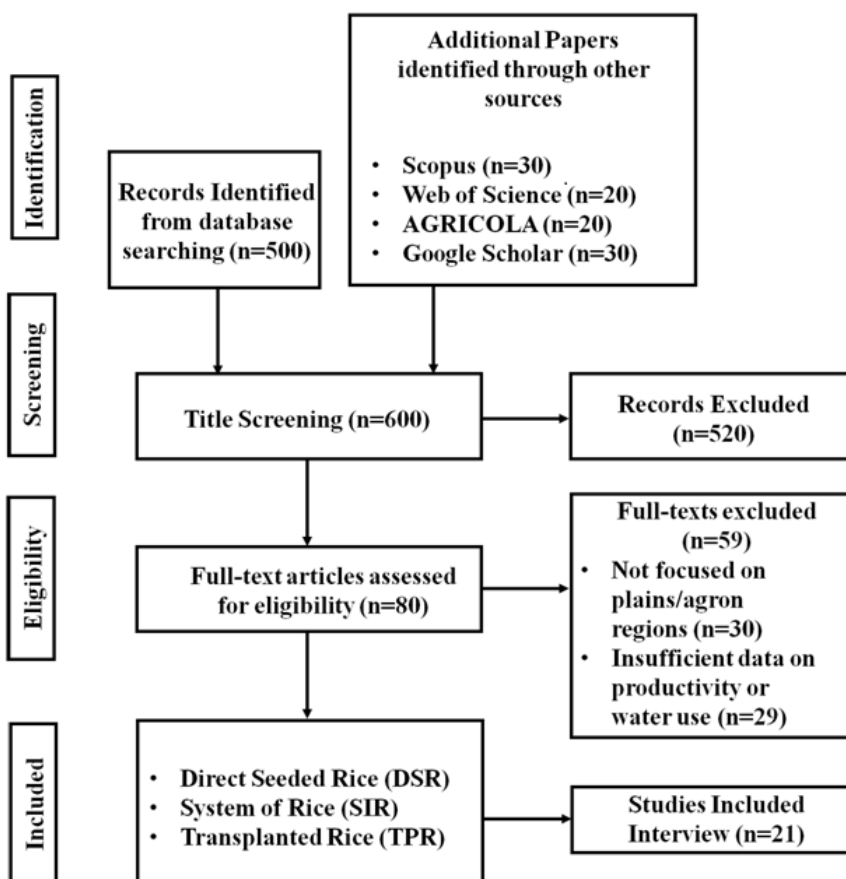 Identification
Additional Papers
identified through other
sources
• Scopus (n=30)
• Web of Science (n=20)
• AGRICOLA (n=20)
• Google Scholar (n=30)
Records Identified
from database
searching (n=500)
Screening
Title Screening (n=600)
Records Excluded
(n=520)
Eligibility
Full-text articles assessed
for eligibility (n=80)
Full-texts excluded
(n=59)
• Not focused on
plains/agron
regions (n=30)
• Insufficient data on
productivity or
water use (n=29)
Included
• Direct Seeded Rice (DSR)
• System of Rice (SIR)
• Transplanted Rice (TPR)
Studies Included
Interview (n=21)